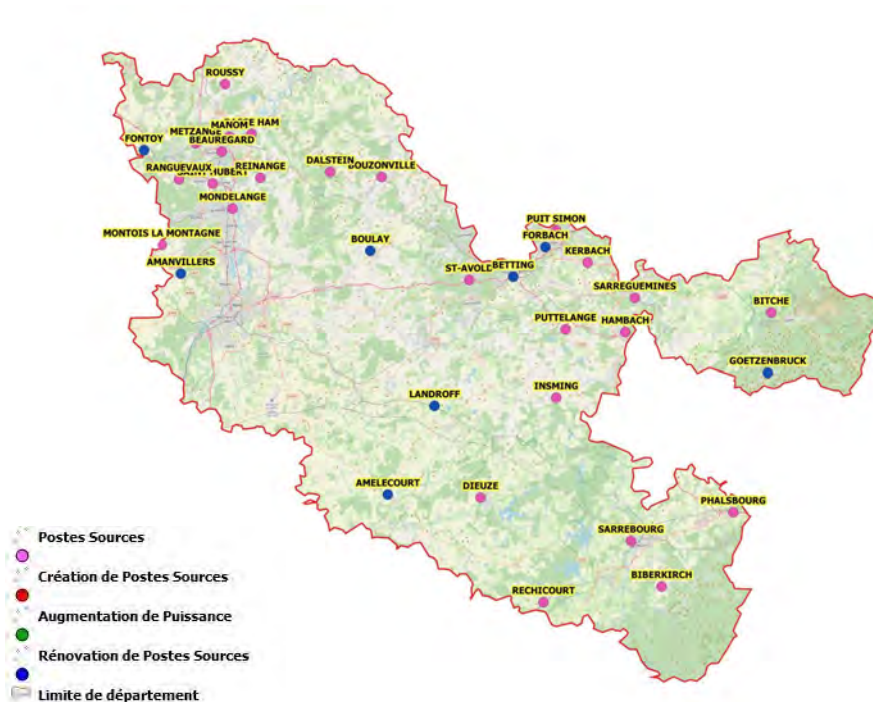 ROUSSY
MANOM
HAM
METZANGE
BEAUREGARD
FONTOY
RANGUEVAUX
SAINT HUBERT
REINANGE
DALSTEIN
BOUZONVILLE
MONDELANGE
PUIT SIMON
MONTOIS LA MONTAGNE
BOULAY
FORBACH
KERBACH
AMANVILLERS
ST-AVOLD
BETTING
SARREGUEMINES
BITCHE
PUTTELANGE
HAMBACH
GOETZENBRUCK
LANDROFF
INSMING
AMELECOURT
DIEUZE
PHALSBOURG
SARREBOURG
RECHICOURT
BIBERKIRCH
Postes Sources
Création de Postes Sources
Augmentation de Puissance
Rénovation de Postes Sources
Limite de département